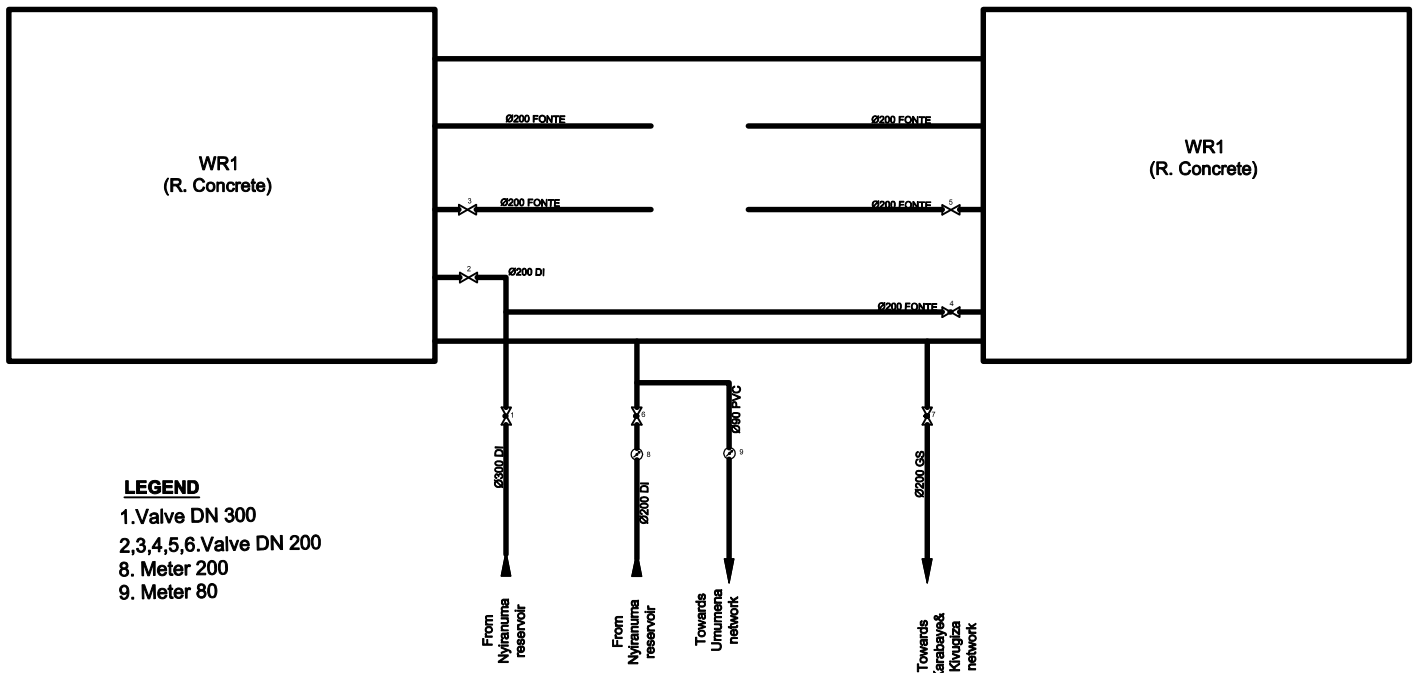 Ø200 FONTE
Ø200 FONTE
WR1
(R. Concrete)
WR1
(R. Concrete)
3
Ø200 FONTE
Ø200 FONTE
5
2
Ø200 DI
Ø200 FONTE
4
1
6
7
8
9
Ø300 DI
Ø200 DI
Ø90 PVC
Ø200 GS
LEGEND
1.Valve DN 300
2,3,4,5,6.Valve DN 200
8. Meter 200
9. Meter 80
From
Nyiranuma
reservoir
From
Nyiranuma
reservoir
Towards
Umumena
network
Towards
Karabaye&
Kivugiza
network